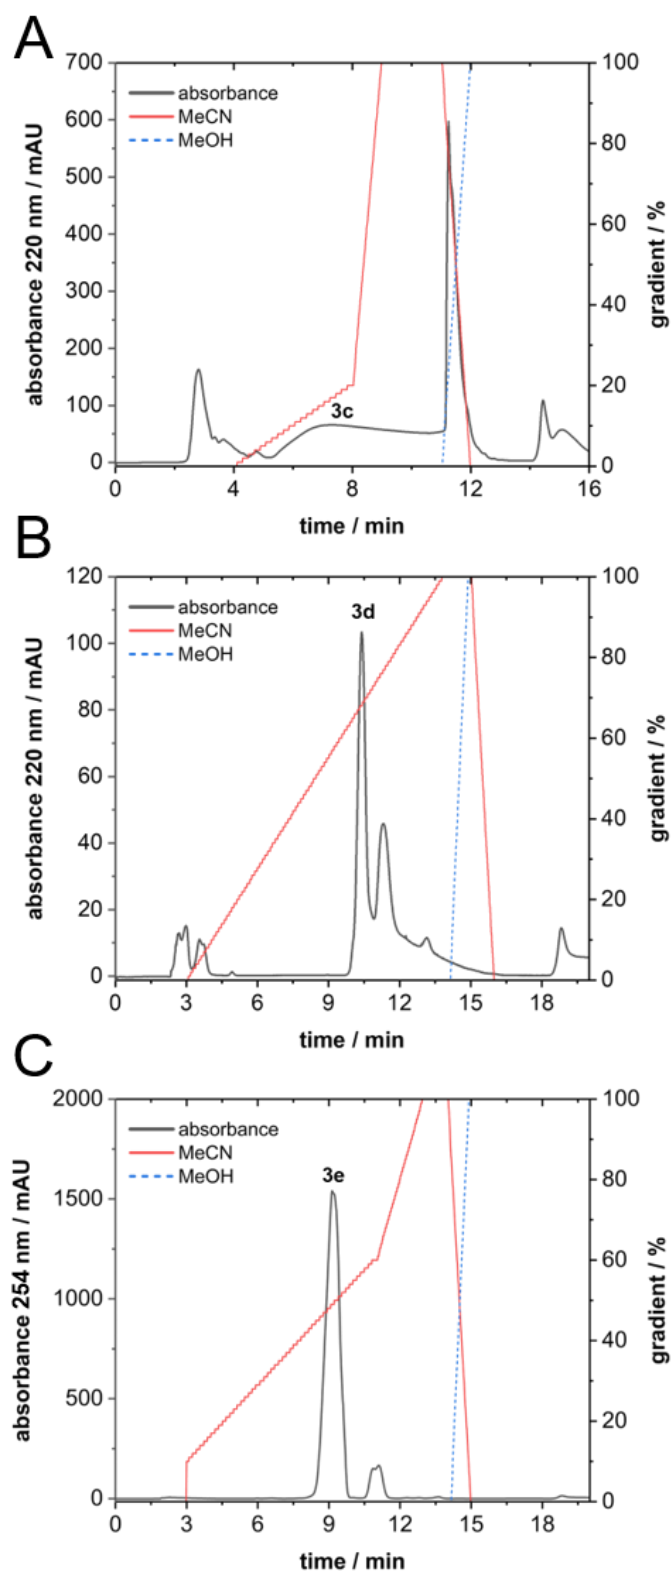 A
absorbance
MeCN
MeOH
3c
700
600
500
400
300
200
100
0
100
80
60
40
20
0
0 4 8 12 16
absorbance 220 nm / mAU
gradient / %
time / min
B
absorbance
MeCN
MeOH
3d
120
100
80
60
40
20
0
100
80
60
40
20
0
0 3 6 9 12 15 18
absorbance 220 nm / mAU
gradient / %
time / min
C
absorbance
MeCN
MeOH
3e
2000
1500
1000
500
0
100
80
60
40
20
0
0 3 6 9 12 15 18
absorbance 254 nm / mAU
gradient / %
time / min